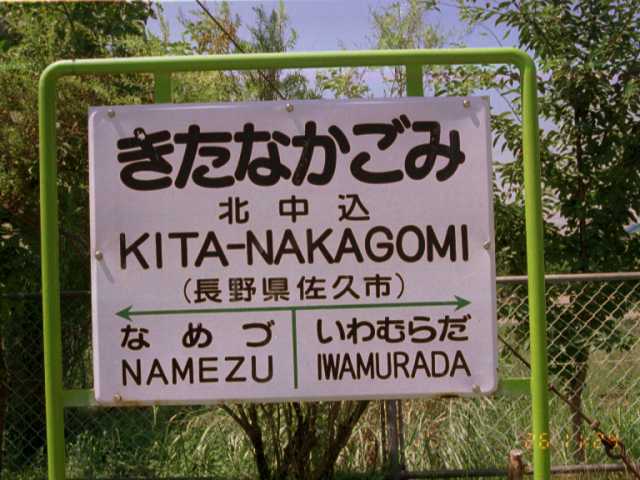 きたなかごみ
北中込
KITA-NAKAGOMI
(長野県佐久市)
なめづ いわむらだ
NAMEZU IWAMURADA